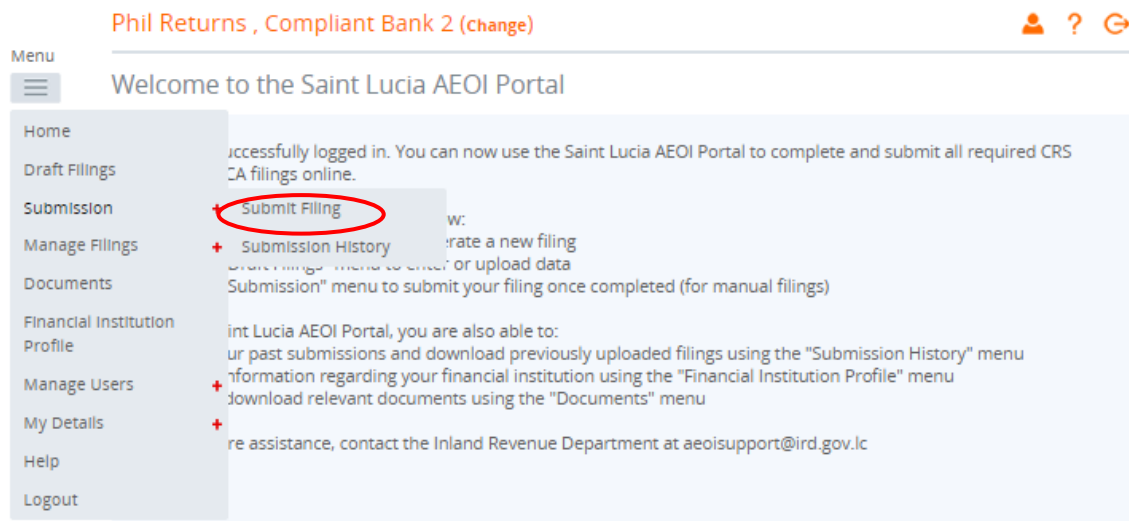 Phil Returns , Compliant Bank 2 (Change)
?
Menu
Welcome to the Saint Lucia AEOI Portal
Home
Draft Filings
Submission +
Manage Filings +
Documents
Financial Institution
Profile
Manage Users +
My Details +
Help
Logout
Submit Filing
Submission History
uccessfully logged in. You can now use the Saint Lucia AEOI Portal to complete and submit all required CRS
CA filings online.
w:
erate a new filing
"Draft Filings" menu to enter or upload data
Submission" menu to submit your filing once completed (for manual filings)
int Lucia AEOI Portal, you are also able to:
ur past submissions and download previously uploaded filings using the "Submission History" menu
nformation regarding your financial institution using the "Financial Institution Profile" menu
download relevant documents using the "Documents" menu
re assistance, contact the Inland Revenue Department at aeoisupport@ird.gov.lc